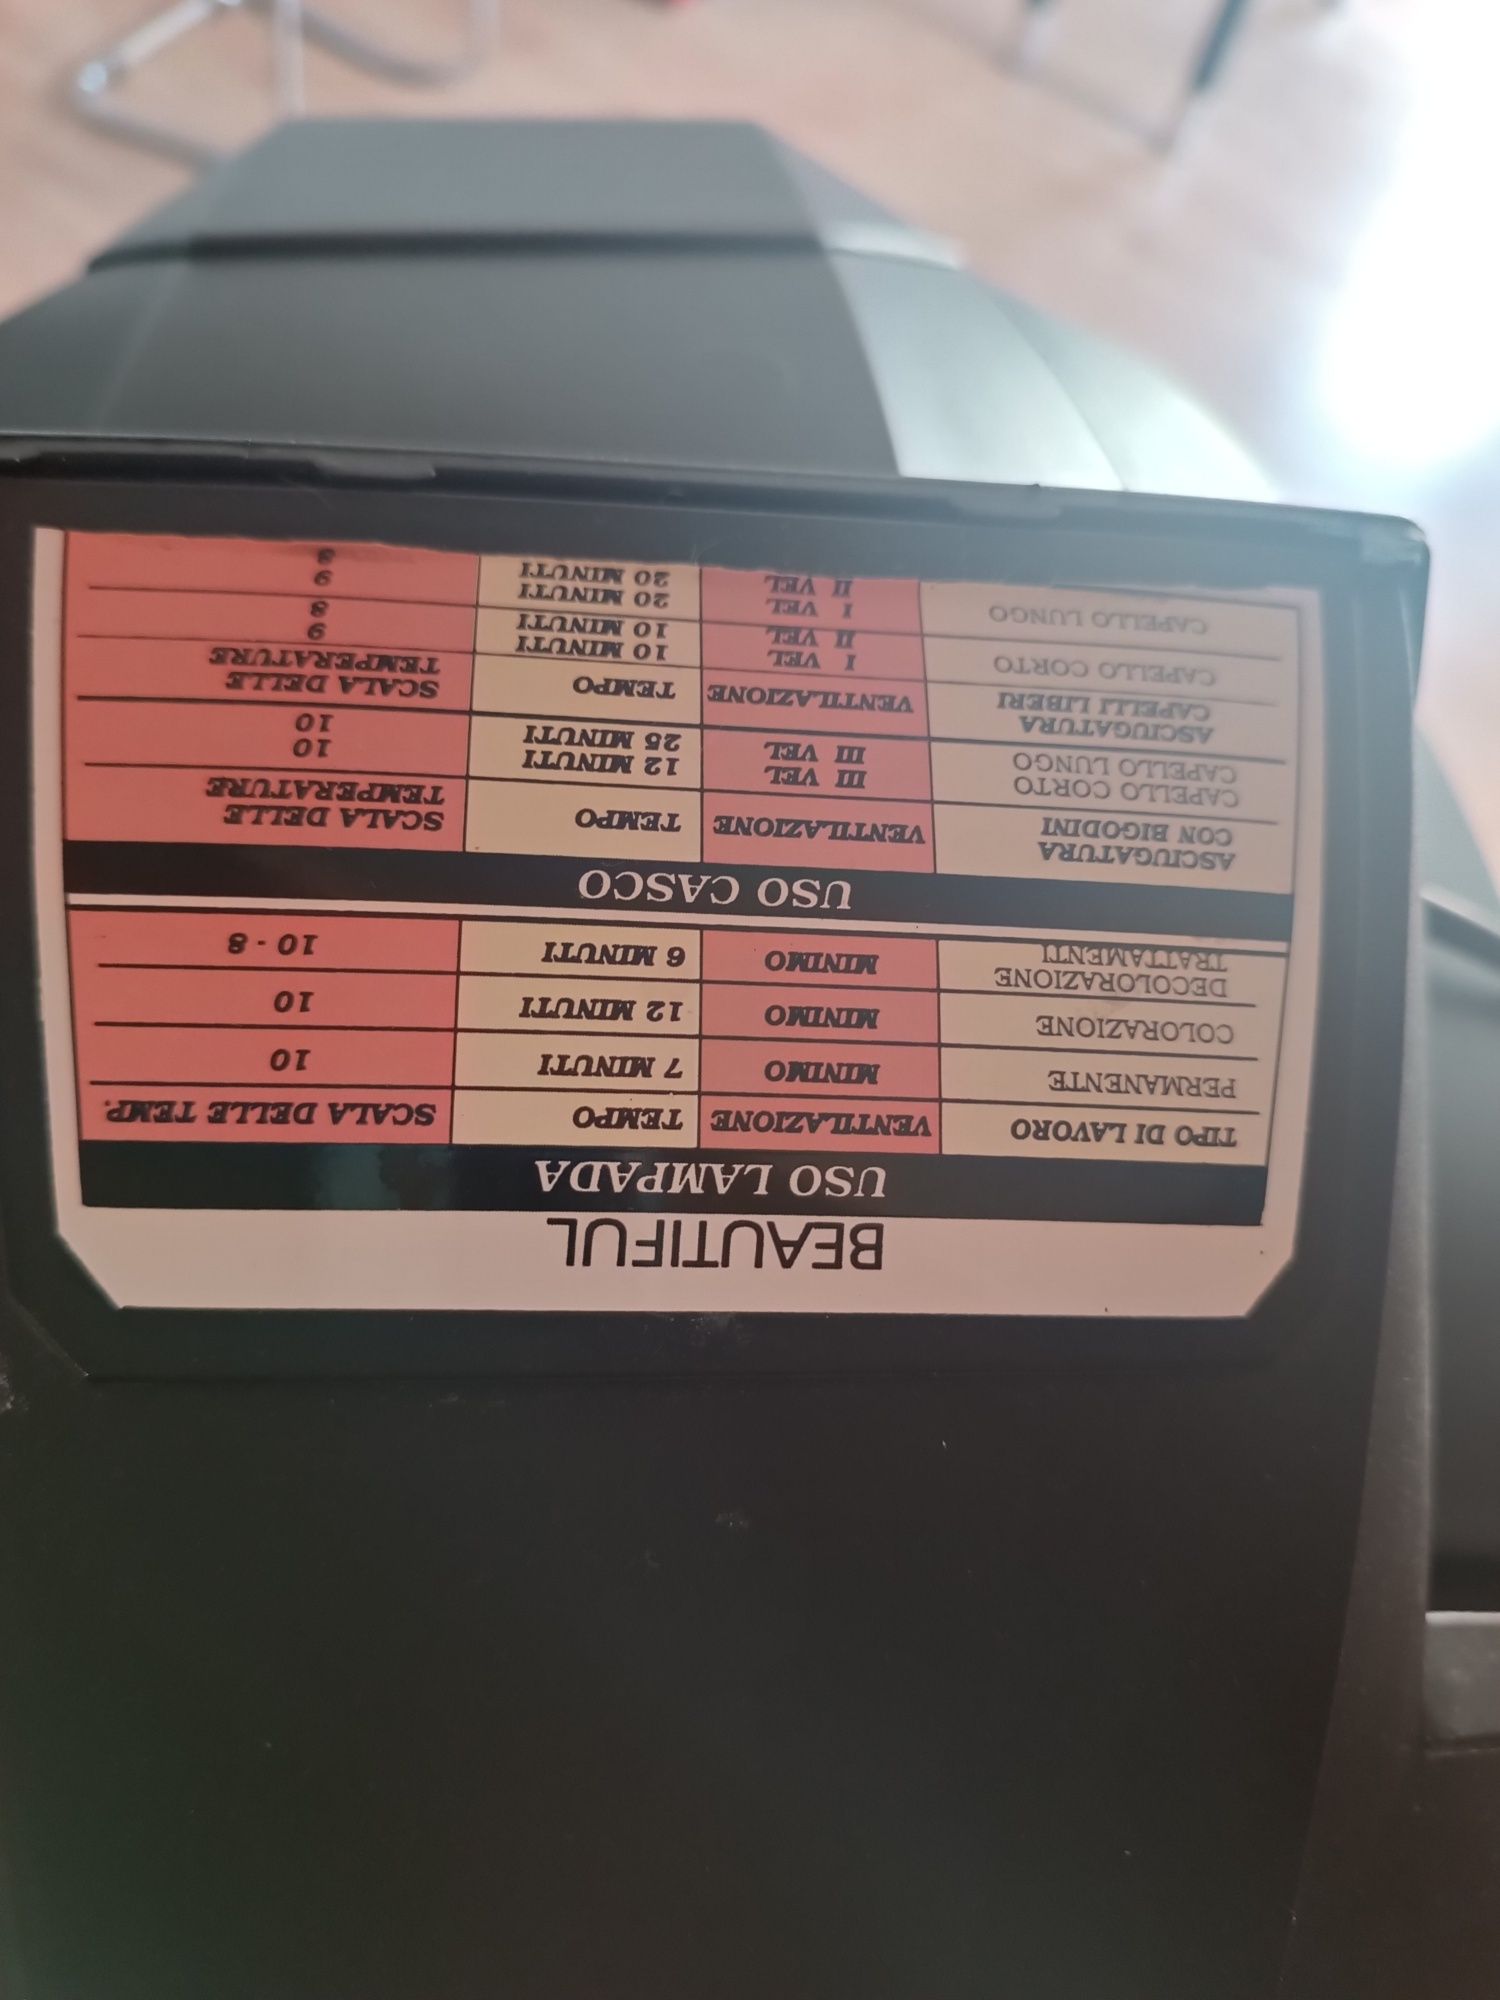 BEAUTIFUL
USO LAMPADA
TIPO DI LAVORO VENTILAZIONE TEMPO SCALA DELLE TEMP.
PERMANENTE MINIMO 7 MINUTI 10
COLORAZIONE MINIMO 12 MINUTI 10
DECOLORAZIONE MINIMO 6 MINUTI 10 - 8
TRATTAMENTI
USO CASCO
ASCIUGATURA VENTILAZIONE TEMPO SCALA DELLE
CON BIGODINI TEMPERATURE
CAPELLO CORTO III VEL 12 MINUTI 10
CAPELLO LUNGO III VEL 25 MINUTI 10
ASCIUGATURA VENTILAZIONE TEMPO SCALA DELLE
CAPELLI LIBERI TEMPERATURE
CAPELLO CORTO I VEL 10 MINUTI 6
II VEL 10 MINUTI 8
CAPELLO LUNGO I VEL 20 MINUTI 6
II VEL 20 MINUTI 8